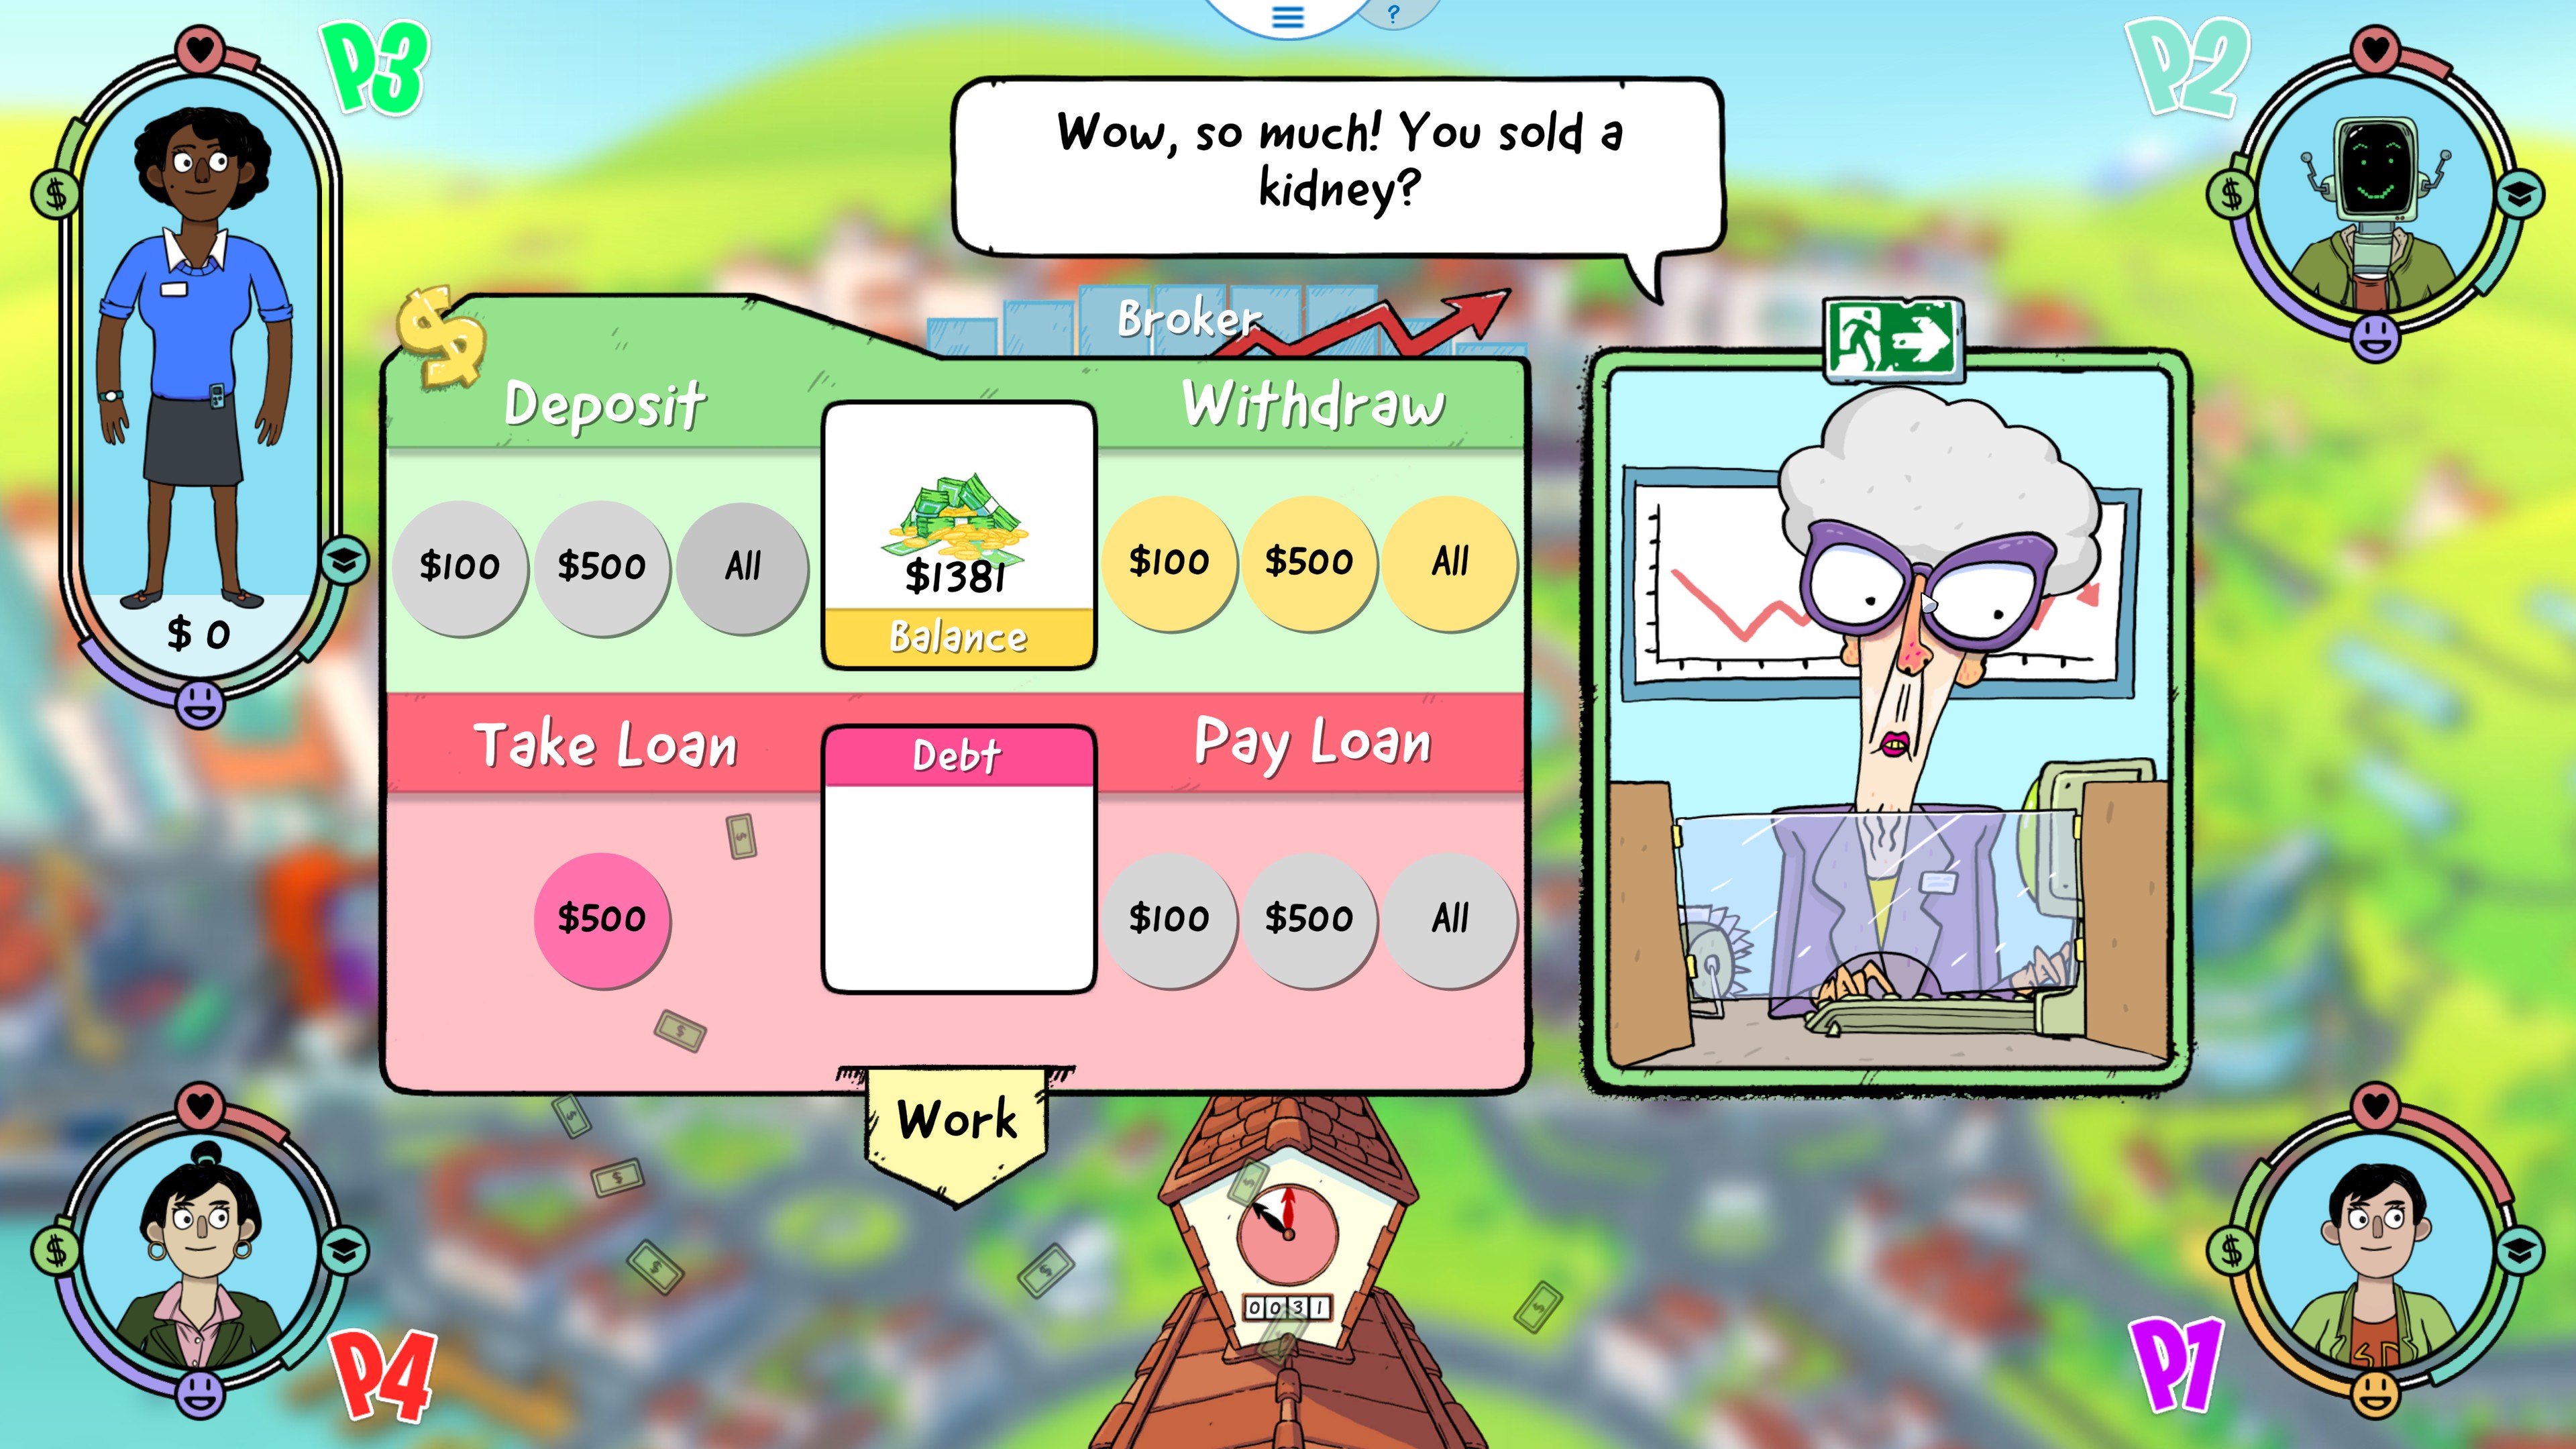 P3
?
P2
Wow, so much! You sold a
kidney?
Broker
Deposit
Withdraw
$100
$500
All
$1381
Balance
$100
$500
All
$ 0
Take Loan
Debt
Pay Loan
$500
$100
$500
All
Work
0031
P4
P1